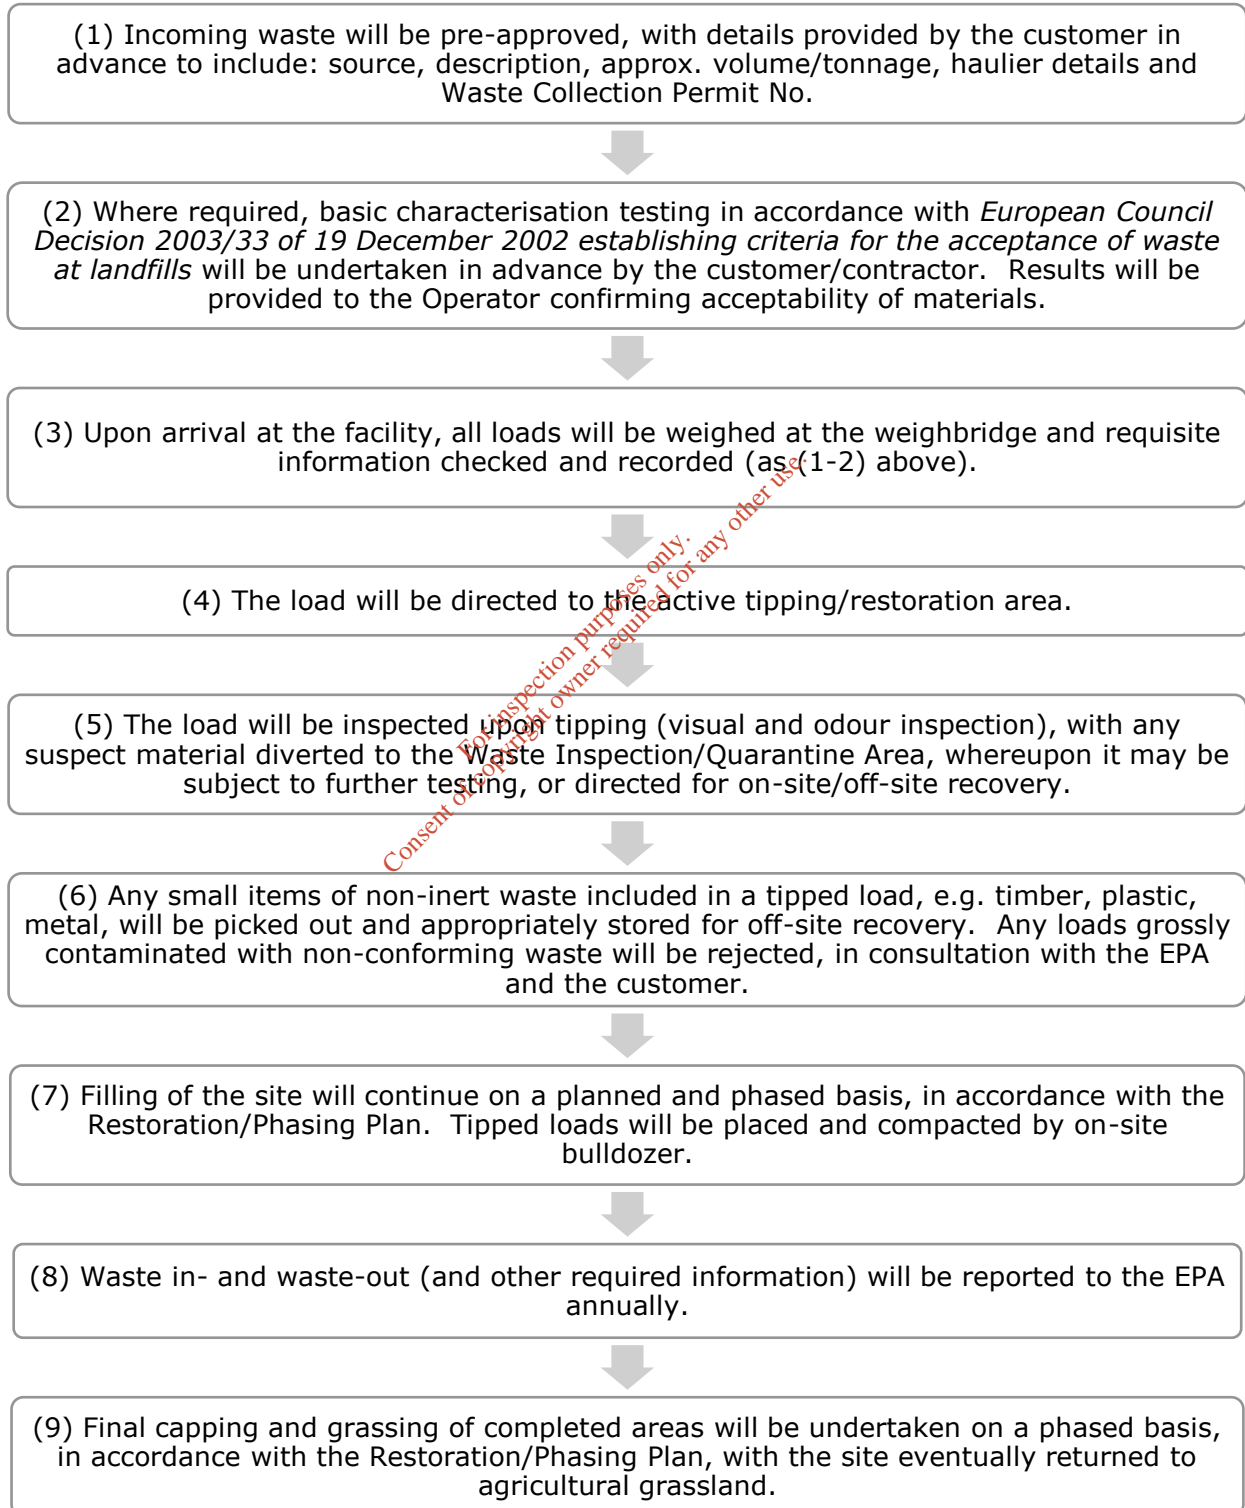 (1) Incoming waste will be pre-approved, with details provided by the customer in
advance to include: source, description, approx. volume/tonnage, haulier details and
Waste Collection Permit No.
(2) Where required, basic characterisation testing in accordance with European Council
Decision 2003/33 of 19 December 2002 establishing criteria for the acceptance of waste
at landfills will be undertaken in advance by the customer/contractor. Results will be
provided to the Operator confirming acceptability of materials.
(3) Upon arrival at the facility, all loads will be weighed at the weighbridge and requisite
information checked and recorded (as (1-2) above).
(4) The load will be directed to the active tipping/restoration area.
(5) The load will be inspected upon tipping (visual and odour inspection), with any
suspect material diverted to the Waste Inspection/Quarantine Area, whereupon it may be
subject to further testing, or directed for on-site/off-site recovery.
(6) Any small items of non-inert waste included in a tipped load, e.g. timber, plastic,
metal, will be picked out and appropriately stored for off-site recovery. Any loads grossly
contaminated with non-conforming waste will be rejected, in consultation with the EPA
and the customer.
(7) Filling of the site will continue on a planned and phased basis, in accordance with the
Restoration/Phasing Plan. Tipped loads will be placed and compacted by on-site
bulldozer.
(8) Waste in- and waste-out (and other required information) will be reported to the EPA
annually.
(9) Final capping and grassing of completed areas will be undertaken on a phased basis,
in accordance with the Restoration/Phasing Plan, with the site eventually returned to
agricultural grassland.
For inspection purposes only.
Consent of copyright owner required for any other use.